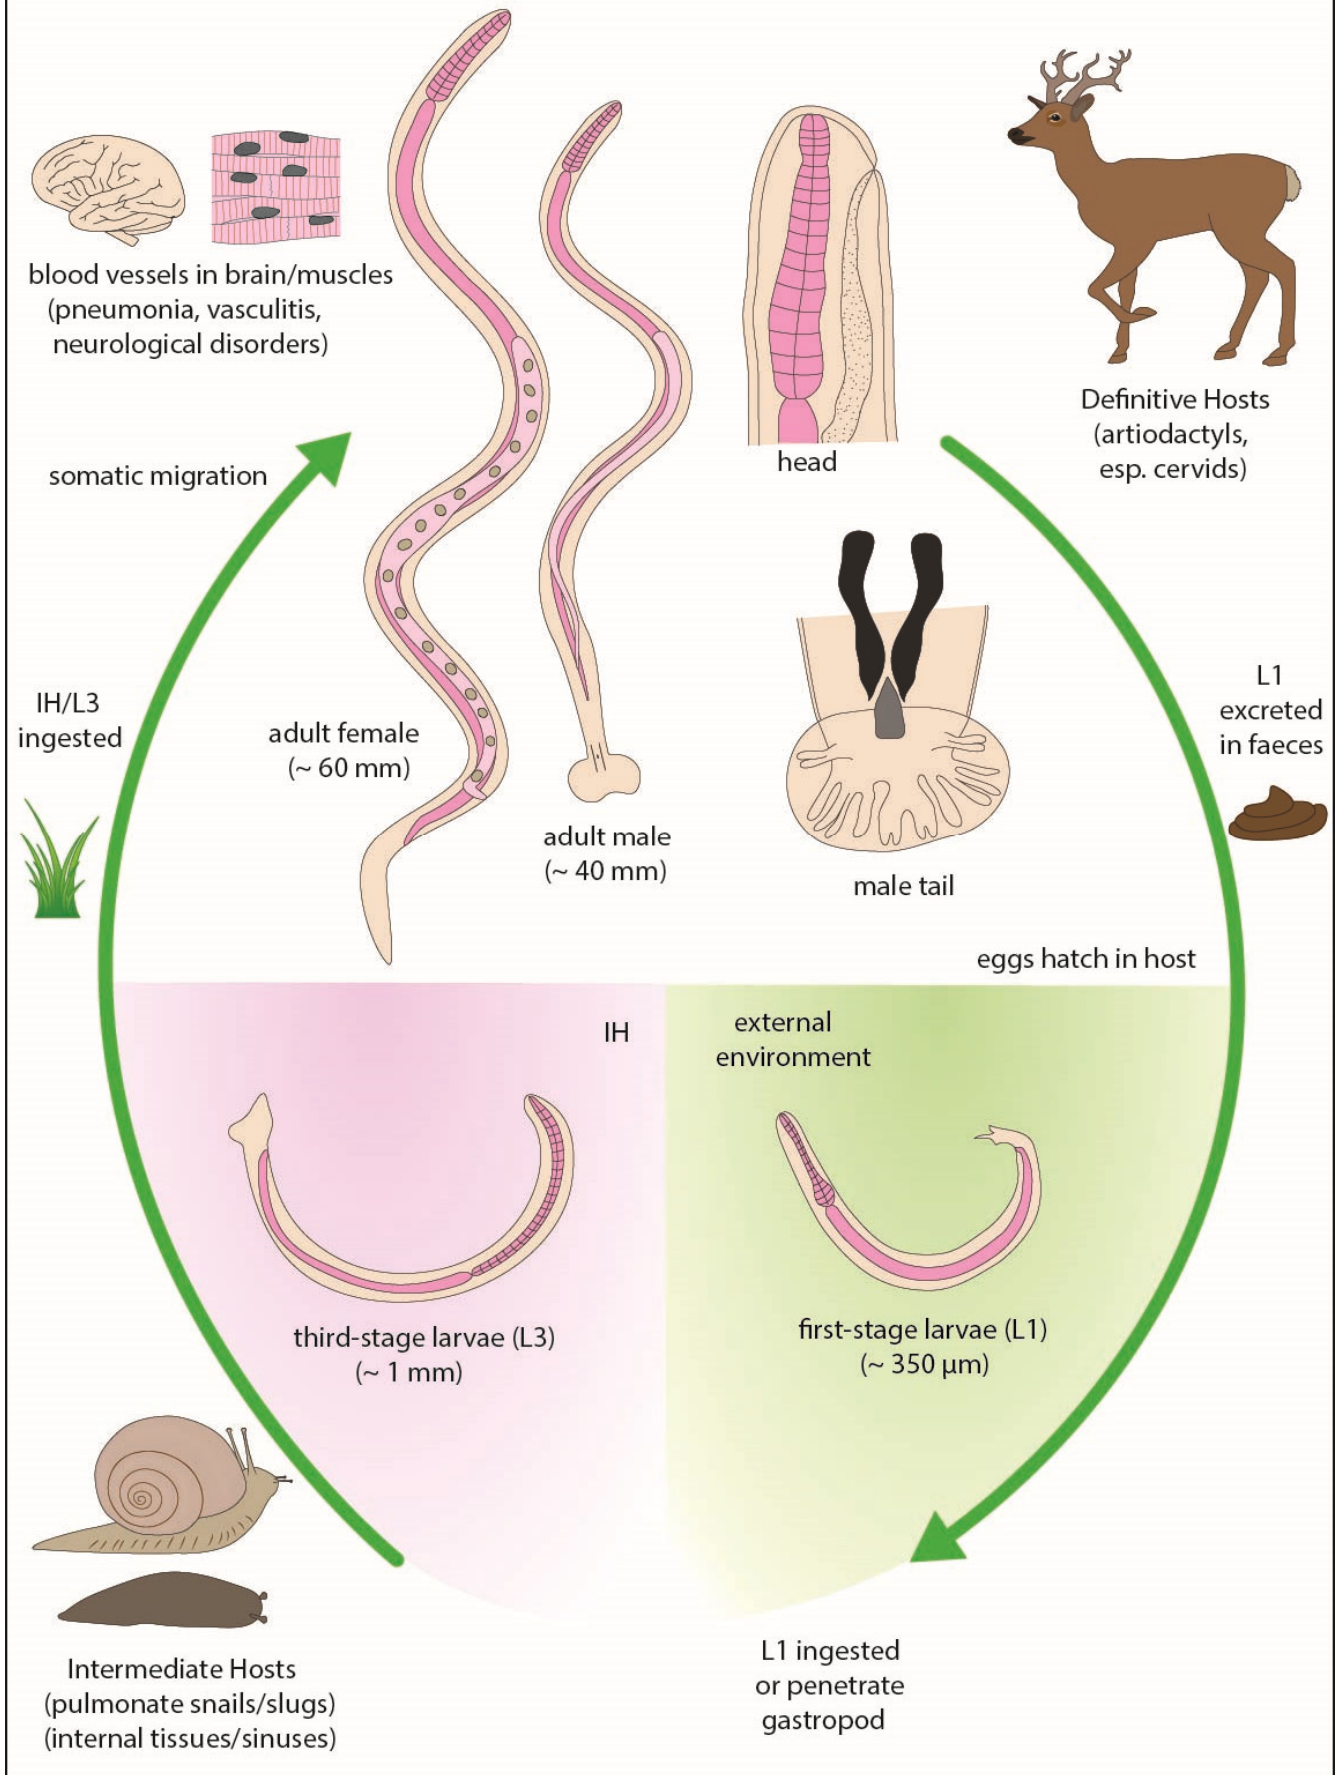 blood vessels in brain/muscles
(pneumonia, vasculitis,
neurological disorders)
somatic migration
IH/L3
ingested
adult female
(~ 60 mm)
adult male
(~ 40 mm)
head
male tail
Definitive Hosts
(artiodactyls,
esp. cervids)
L1
excreted
in faeces
eggs hatch in host
IH
external
environment
third-stage larvae (L3)
(~ 1 mm)
first-stage larvae (L1)
(~ 350 µm)
Intermediate Hosts
(pulmonate snails/slugs)
(internal tissues/sinuses)
L1 ingested
or penetrate
gastropod